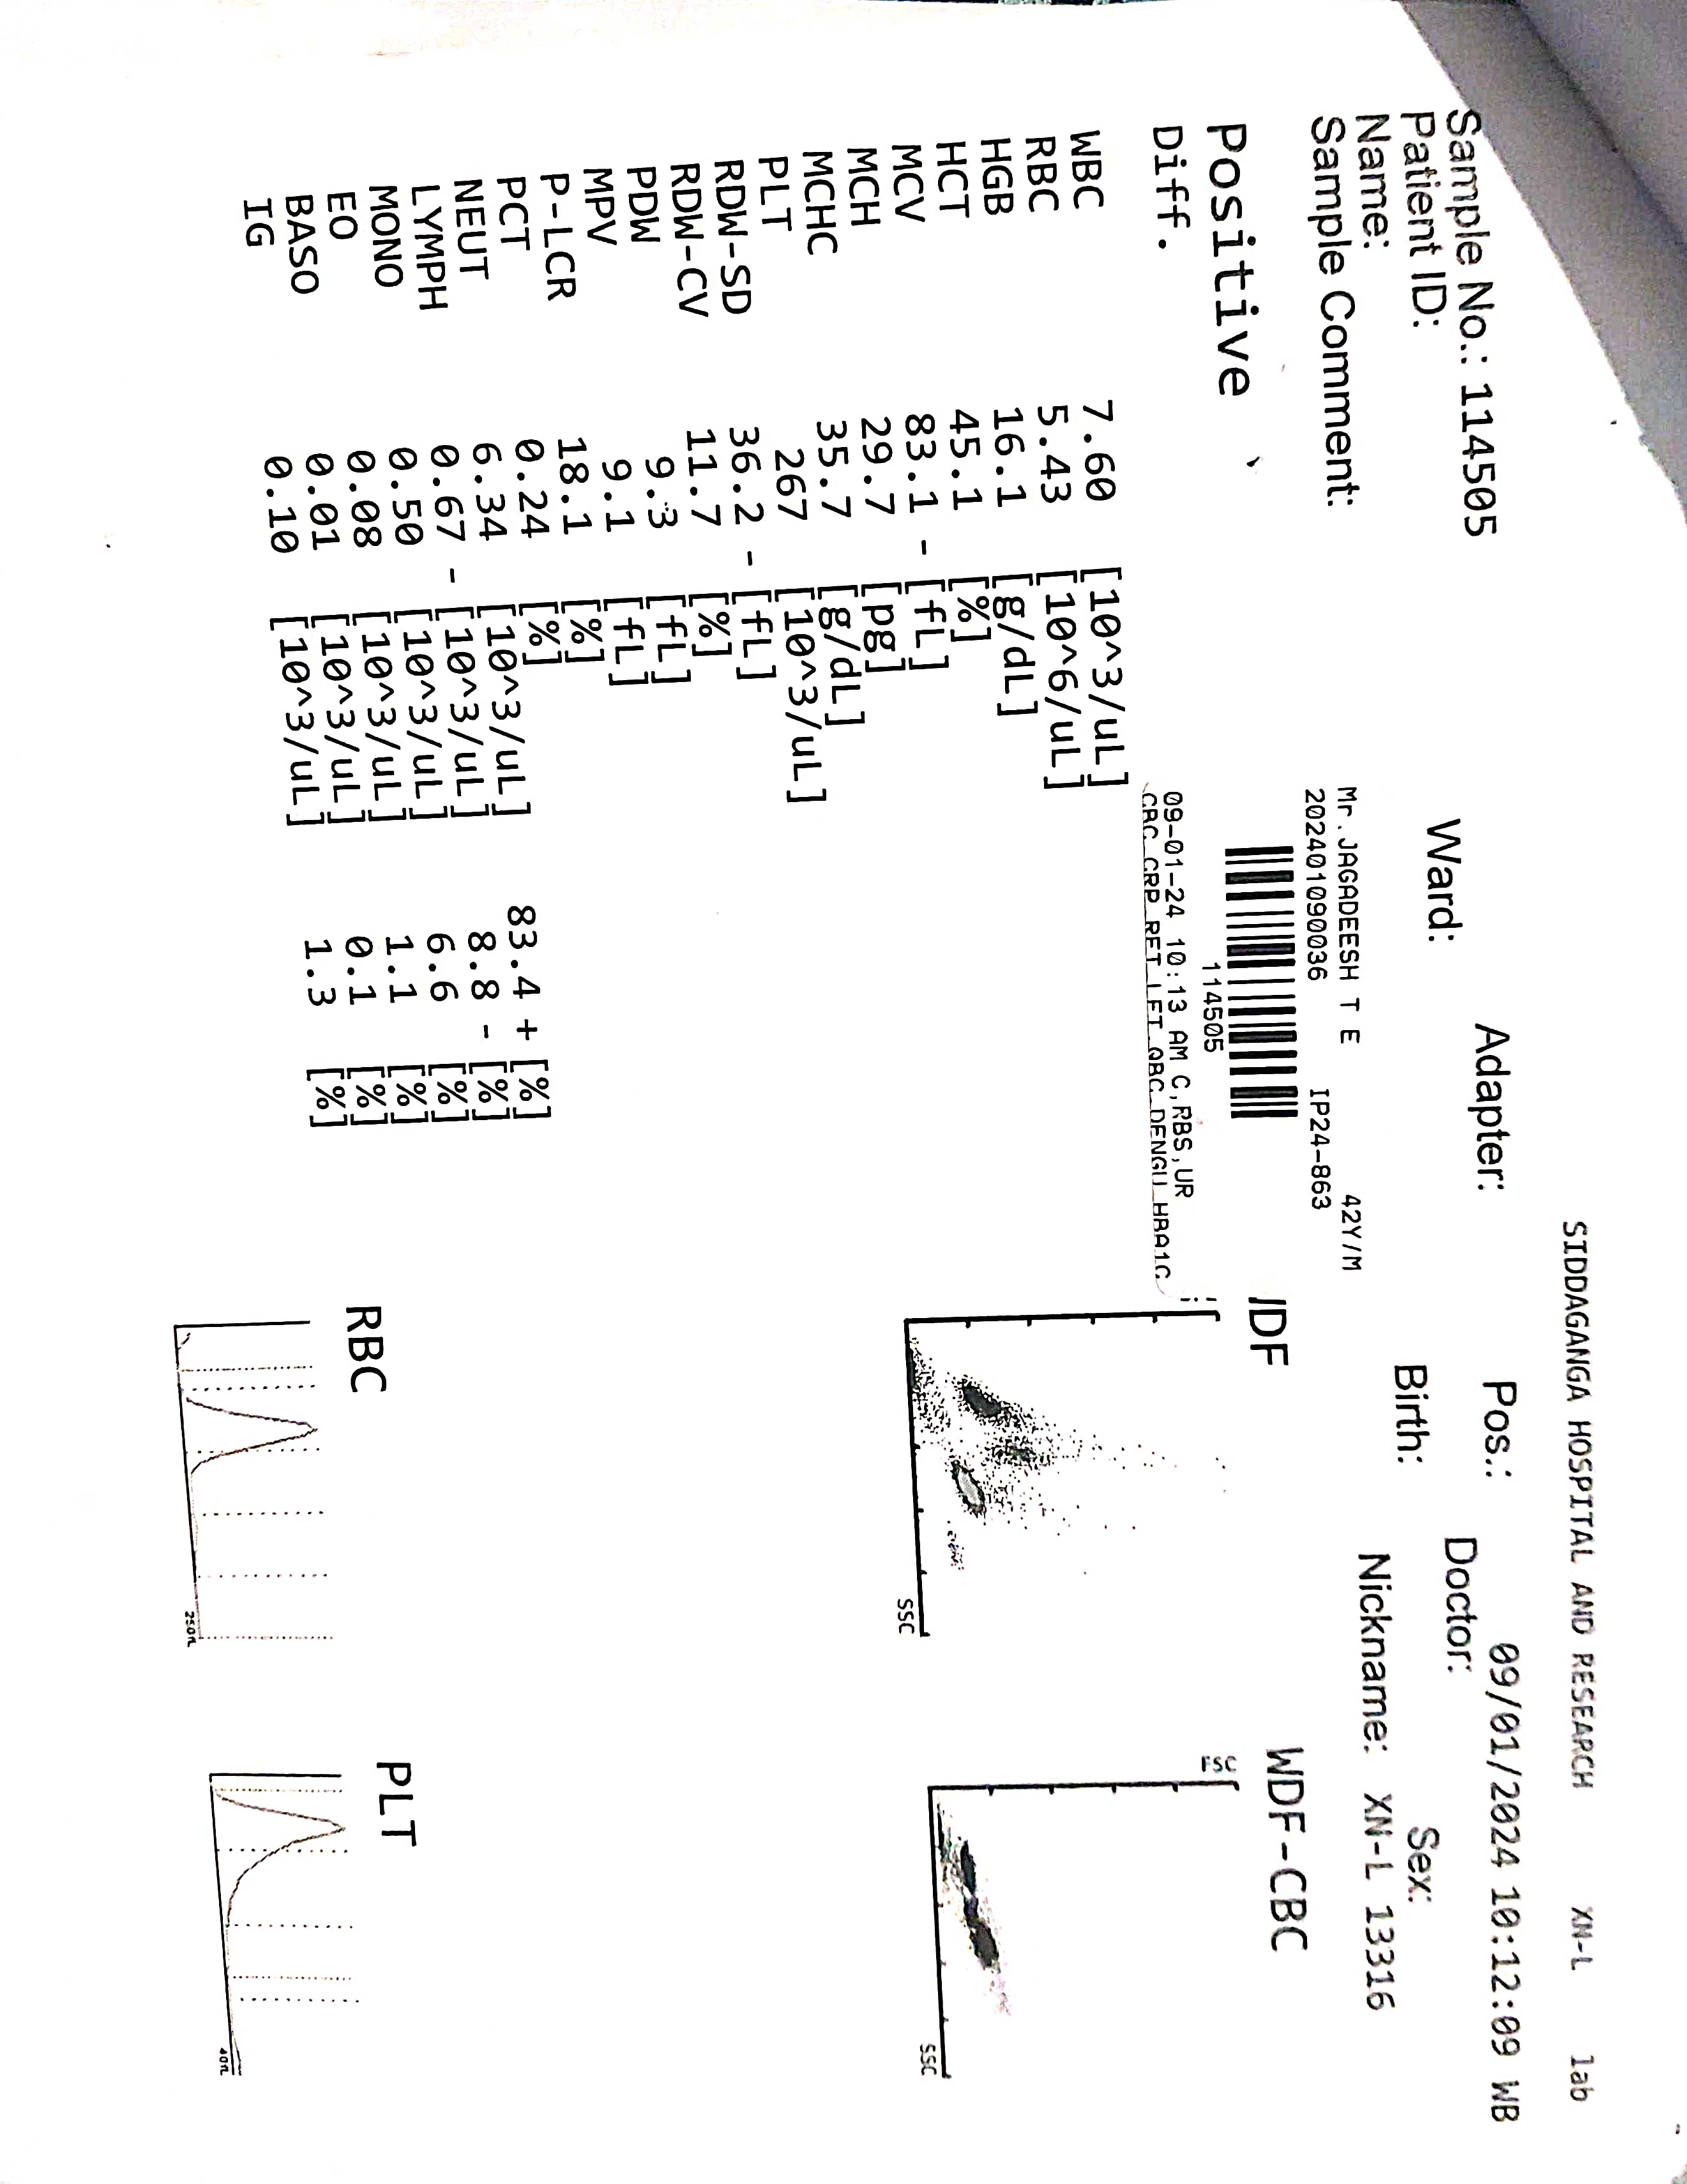 SIDDAGANGA HOSPITAL AND RESEARCH XN-L lab
Sample No.: 114505 Adapter: Pos.: 09/01/2024 10:12:09 WB
Patient ID: Ward: Birth: Doctor: Sex:
Name: Nickname: XN-L 13316
Sample Comment:
Mr.JAGADEESH T E 42Y/M
202401090036 IP24-863
114505
09-01-24 10:13 AM C,RBS,UR
CBC CRP RFT LFT QBC DENGU HBA1C
Positive
Diff.
WBC 7.60 [10^3/uL]
RBC 5.43 [10^6/uL]
HGB 16.1 [g/dL]
HCT 45.1 [%]
MCV 83.1 - [fL]
MCH 29.7 [pg]
MCHC 35.7 [g/dL]
PLT 267 [10^3/uL]
RDW-SD 36.2 - [fL]
RDW-CV 11.7 [%]
PDW 9.3 [fL]
MPV 9.1 [fL]
P-LCR 18.1 [%]
PCT 0.24 [%]
NEUT 6.34 [10^3/uL] 83.4 + [%]
LYMPH 0.67 - [10^3/uL] 8.8 - [%]
MONO 0.50 [10^3/uL] 6.6 [%]
EO 0.08 [10^3/uL] 1.1 [%]
BASO 0.01 [10^3/uL] 0.1 [%]
IG 0.10 [10^3/uL] 1.3 [%]
DF
SSC
WDF-CBC
FSC
SSC
RBC
250fL
PLT
40fL